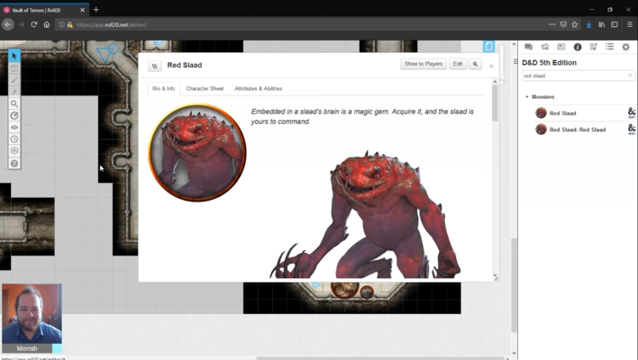 Vault of Terrors | Roll20
https://app.roll20.net/editor/
Red Slaad
Show to Players
Edit
Bio & Info
Character Sheet
Attributes & Abilities
Embedded in a slaad's brain is a magic gem. Acquire it, and the slaad is
yours to command.
D&D 5th Edition
red slaad
Monsters
Red Slaad
Red Slaad: Red Slaad
Morrab